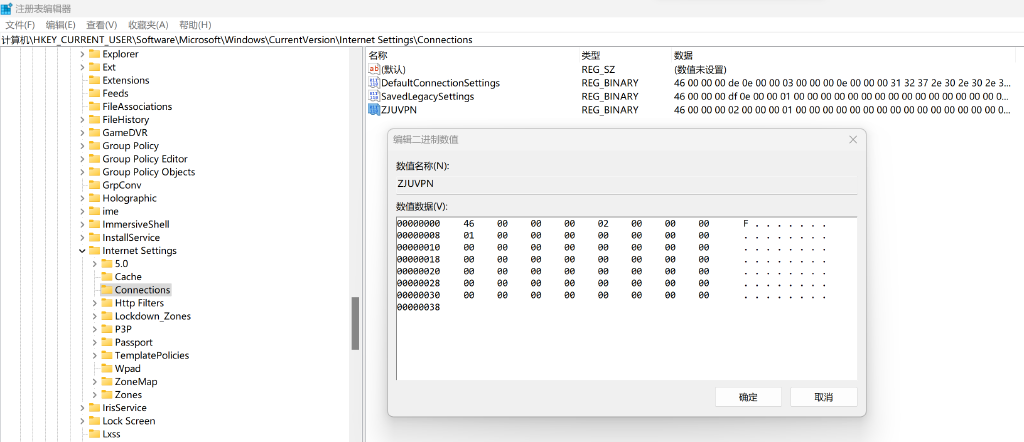 注册表编辑器
文件(F) 编辑(E) 查看(V) 收藏夹(A) 帮助(H)
计算机\HKEY_CURRENT_USER\Software\Microsoft\Windows\CurrentVersion\Internet Settings\Connections
Explorer
Ext
Extensions
Feeds
FileAssociations
FileHistory
GameDVR
Group Policy
Group Policy Editor
Group Policy Objects
GrpConv
Holographic
ime
ImmersiveShell
InstallService
Internet Settings
5.0
Cache
Connections
Http Filters
Lockdown_Zones
P3P
Passport
TemplatePolicies
Wpad
ZoneMap
Zones
IrisService
Lock Screen
Lxss
名称 类型 数据
(默认) REG_SZ (数值未设置)
DefaultConnectionSettings REG_BINARY 46 00 00 00 de 0e 00 00 03 00 00 00 0e 00 00 00 31 32 37 2e 30 2e 30 2e 3...
SavedLegacySettings REG_BINARY 46 00 00 00 df 0e 00 00 01 00 00 00 00 00 00 00 00 00 00 00 00 00 00 00 0...
ZJUVPN REG_BINARY 46 00 00 00 02 00 00 00 01 00 00 00 00 00 00 00 00 00 00 00 00 00 00 00 0...
编辑二进制数值
数值名称(N):
ZJUVPN
数值数据(V):
00000000 46 00 00 00 02 00 00 00 F . . . . . . .
00000008 01 00 00 00 00 00 00 00 . . . . . . . .
00000010 00 00 00 00 00 00 00 00 . . . . . . . .
00000018 00 00 00 00 00 00 00 00 . . . . . . . .
00000020 00 00 00 00 00 00 00 00 . . . . . . . .
00000028 00 00 00 00 00 00 00 00 . . . . . . . .
00000030 00 00 00 00 00 00 00 00 . . . . . . . .
00000038
确定 取消